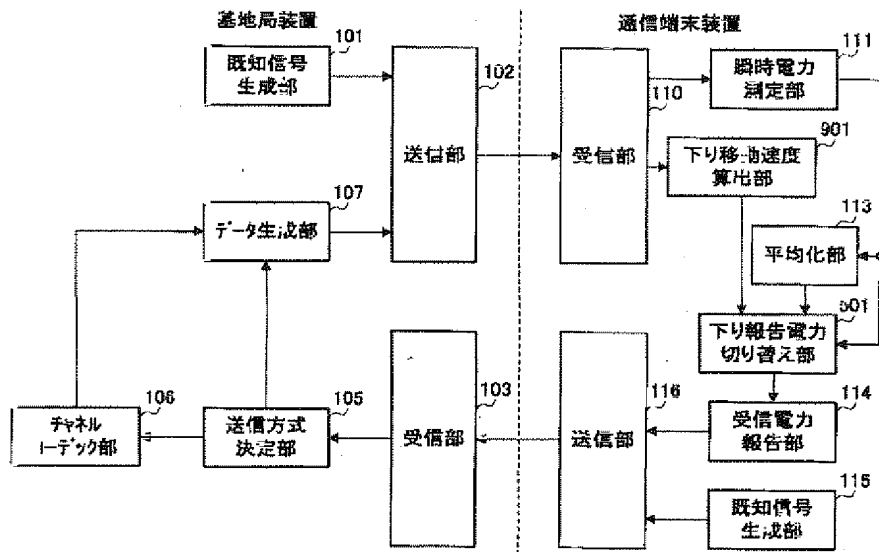 基地局装置
通信端末装置
101
既知信号
生成部
102
送信部
110
受信部
111
瞬時電力
測定部
901
下り移動速度
算出部
107
データ生成部
113
平均化部
501
下り報告電力
切り替え部
106
チャネル
コーデック部
105
送信方式
決定部
103
受信部
116
送信部
114
受信電力
報告部
115
既知信号
生成部